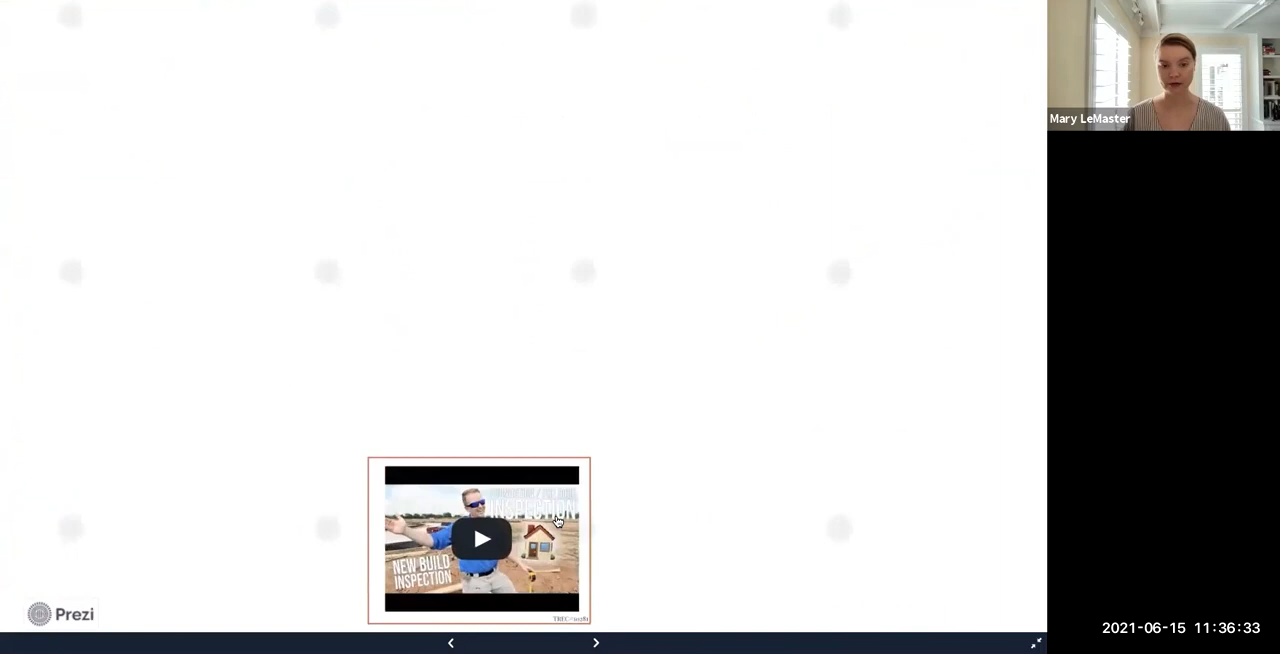 Mary LeMaster
INSPECTION
NEW BUILD
INSPECTION
Prezi
2021-06-15 11:36:33